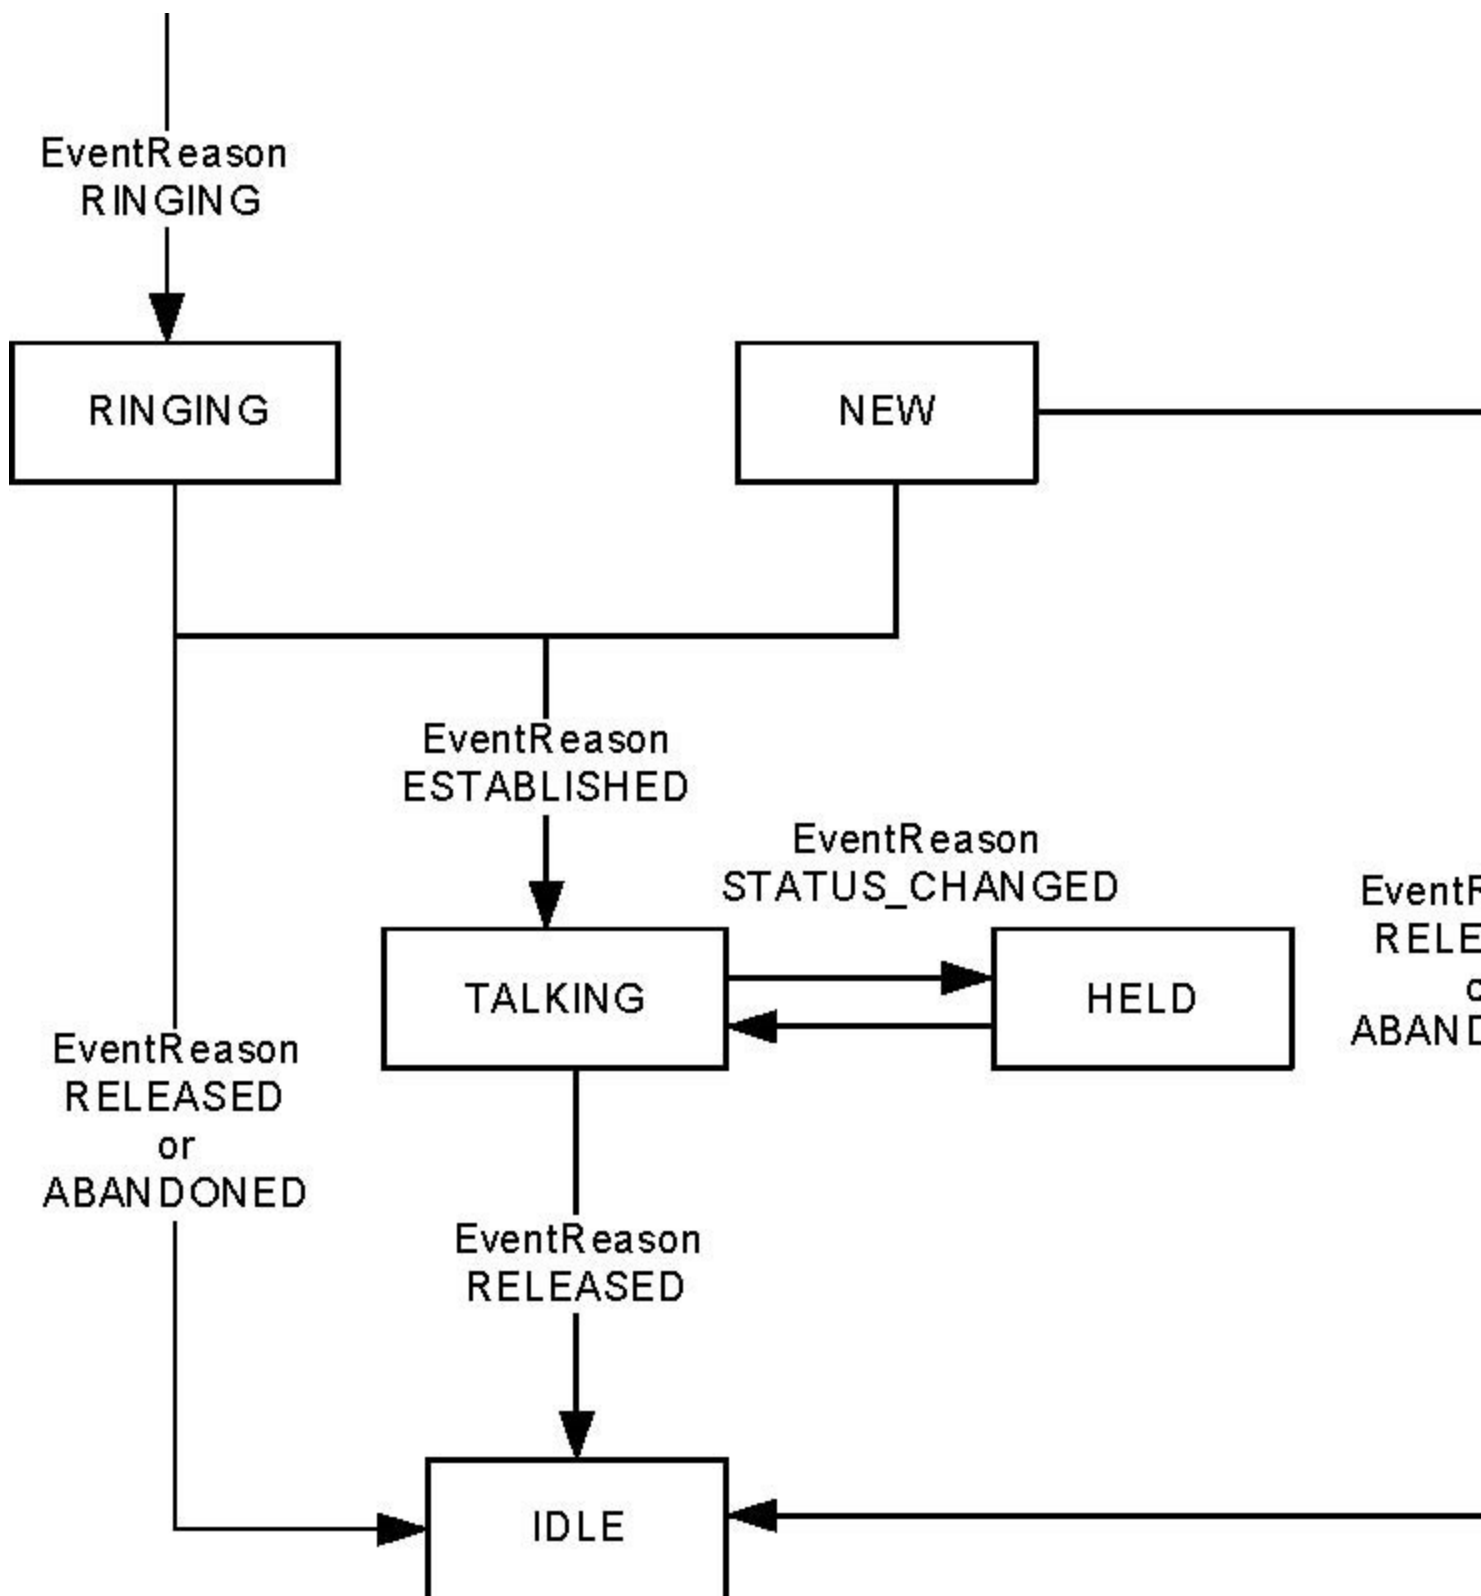 EventReason
RINGING
RINGING
NEW
EventReason
ESTABLISHED
EventReason
STATUS_CHANGED
TALKING
HELD
EventReason
RELEASED
or
ABANDONED
EventReason
RELEASED
IDLE